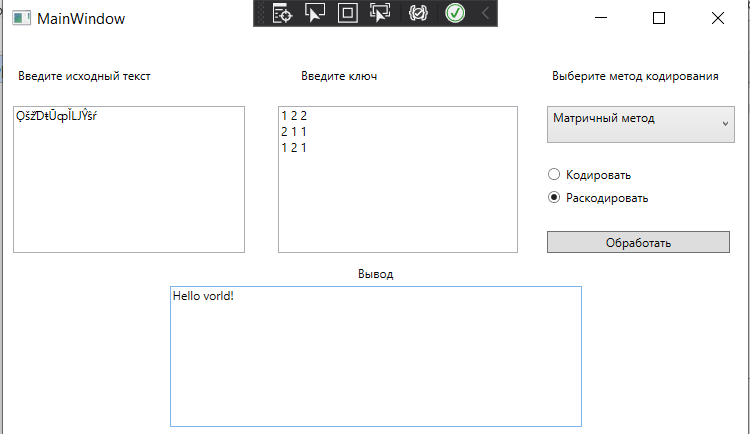 MainWindow
Введите исходный текст
Введите ключ
Выберите метод кодирования
ǪšžƊŧŪȹǏLJŶŝŕ
1 2 2
2 1 1
1 2 1
Матричный метод
Кодировать
Раскодировать
Обработать
Вывод
Hello vorld!